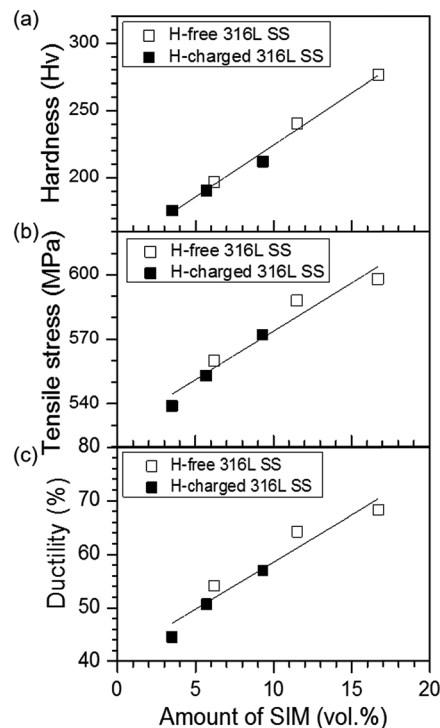 (a)
300
250
200
Hardness (Hv)
H-free 316L SS
H-charged 316L SS
(b)
600
570
540
Tensile stress (MPa)
H-free 316L SS
H-charged 316L SS
(c)
80
70
60
50
40
Ductility (%)
H-free 316L SS
H-charged 316L SS
0 5 10 15 20
Amount of SIM (vol.%)